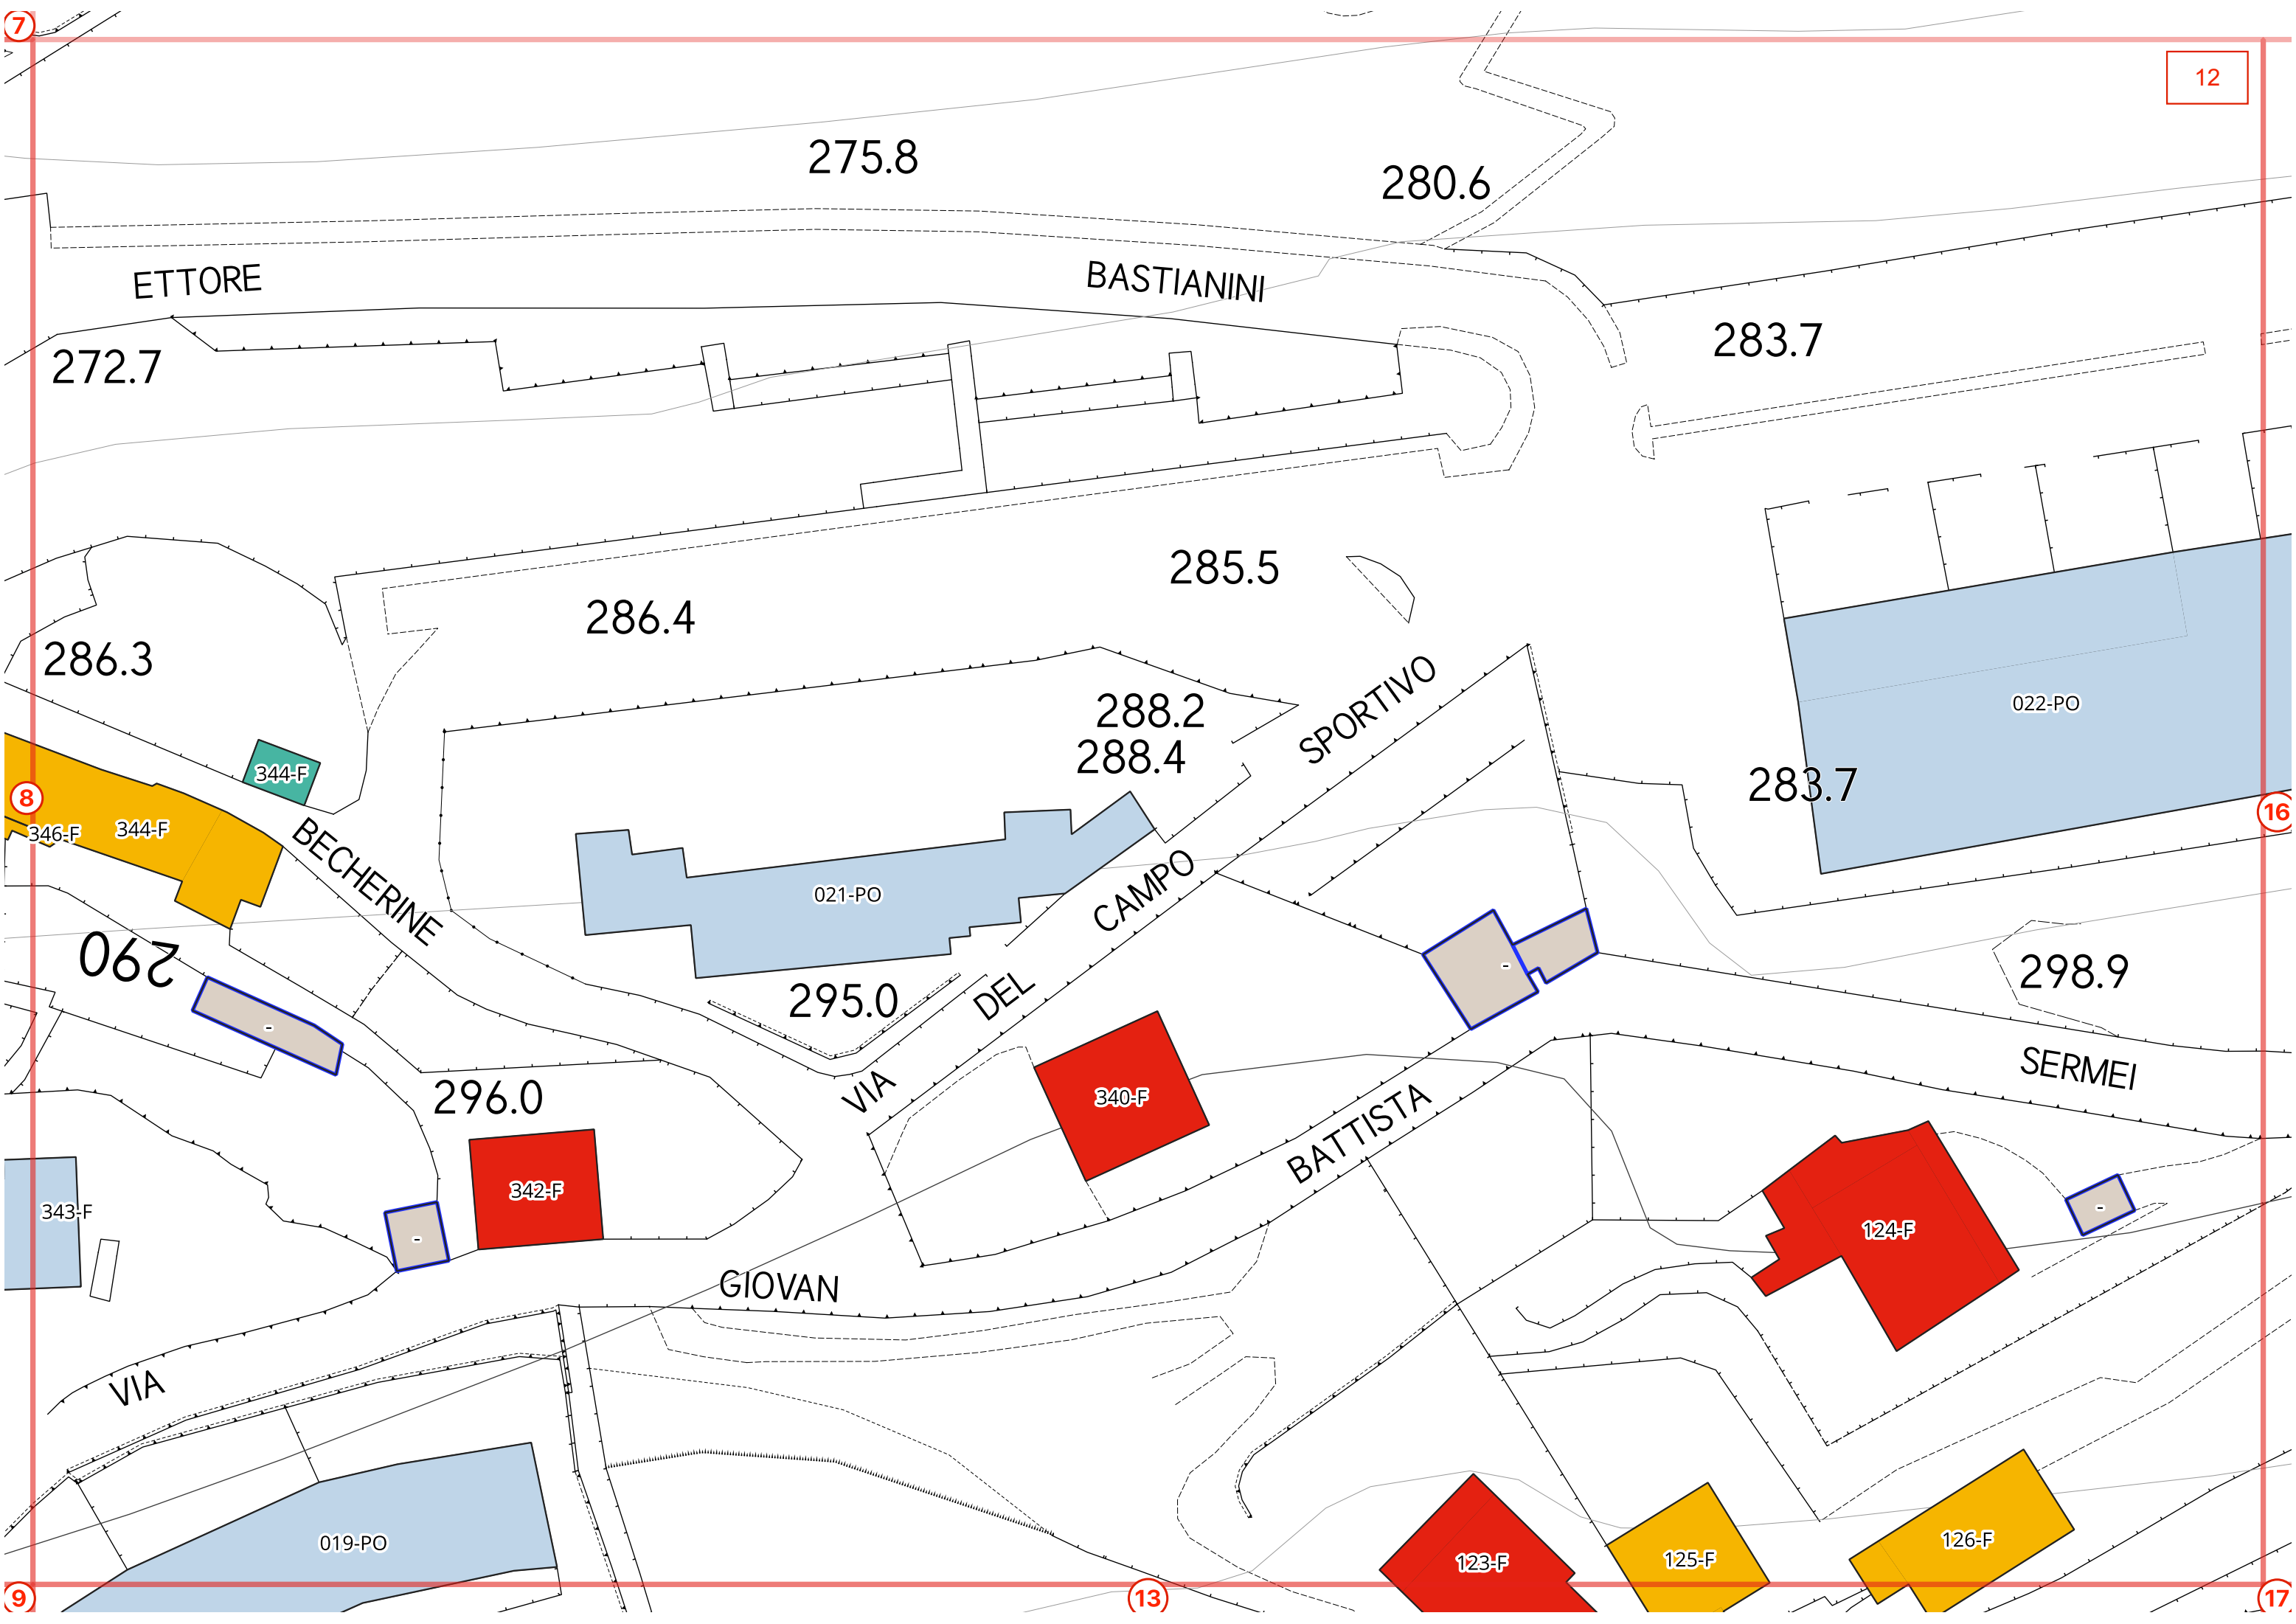 7
12
275.8
280.6
ETTORE
BASTIANINI
283.7
272.7
285.5
286.4
286.3
SPORTIVO
288.2
022-PO
288.4
344-F
283.7
8
16
346-F
344-F
BECHERINE
021-PO
CAMPO
290
-
298.9
295.0
DEL
-
SERMEI
296.0
VIA
340-F
BATTISTA
342-F
343-F
-
124-F
-
GIOVAN
VIA
019-PO
123-F
125-F
126-F
9
13
17